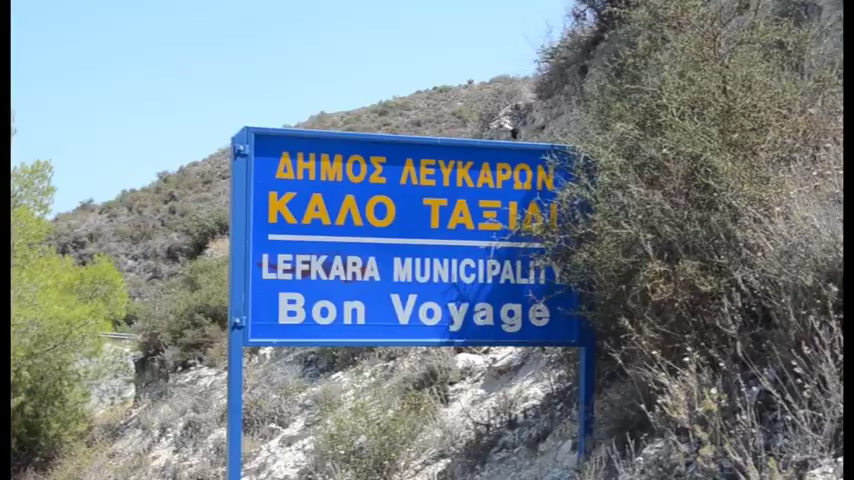 ΔΗΜΟΣ ΛΕΥΚΑΡΩΝ
ΚΑΛΟ ΤΑΞΙΔΙ
LEFKARA MUNICIPALITY
Bon Voyage